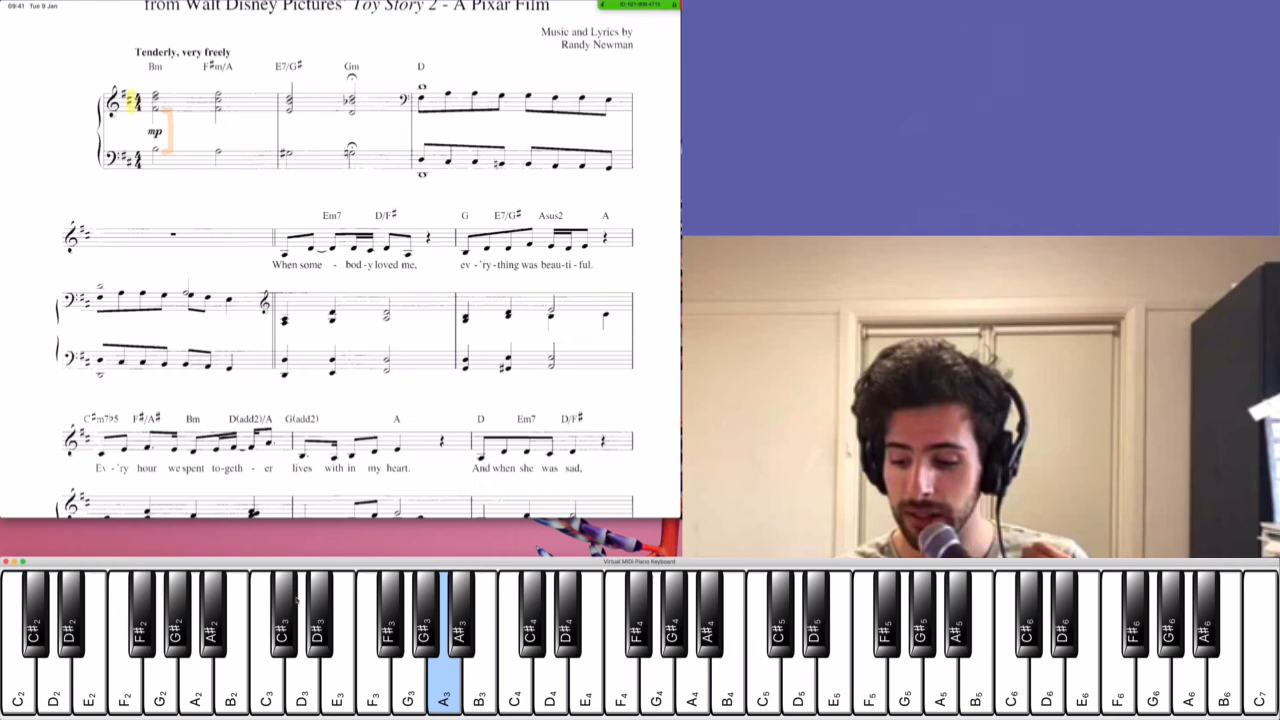 09:41 Tue 9 Jan
from Walt Disney Pictures' Toy Story 2 - A Pixar Film
Music and Lyrics by
Randy Newman
Tenderly, very freely
Bm F♯m/A E7/G♯ Gm D
mp
Em7 D/F♯ G E7/G♯ Asus2 A
When some - bod-y loved me, ev-'ry-thing was beau-ti-ful.
C♯m7♭5 F♯/A♯ Bm D(add2)/A G(add2) A D Em7 D/F♯
Ev-'ry hour we spent to-geth - er lives with in my heart. And when she was sad,
Virtual MIDI Piano Keyboard
C♯2 D♯2 F♯2 G♯2 A♯2 C♯3 D♯3 F♯3 G♯3 A♯3 C♯4 D♯4 F♯4 G♯4 A♯4 C♯5 D♯5 F♯5 G♯5 A♯5 C♯6 D♯6 F♯6 G♯6 A♯6
C2 D2 E2 F2 G2 A2 B2 C3 D3 E3 F3 G3 A3 B3 C4 D4 E4 F4 G4 A4 B4 C5 D5 E5 F5 G5 A5 B5 C6 D6 E6 F6 G6 A6 B6 C7